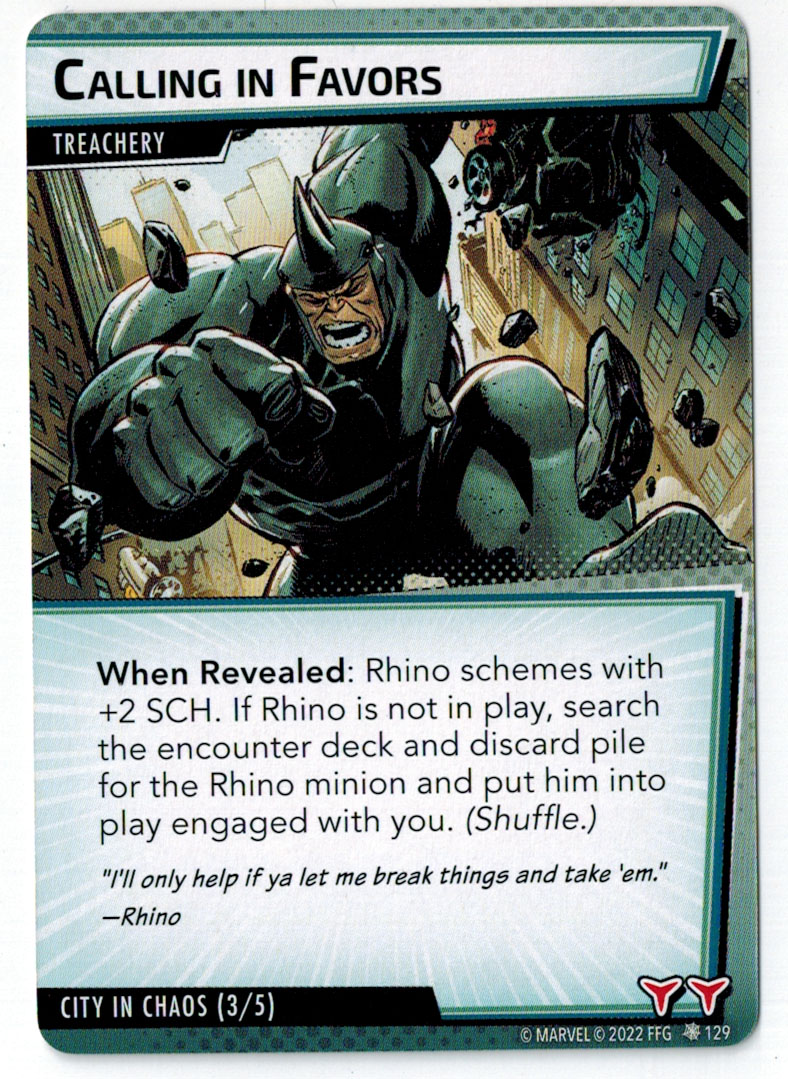 CALLING IN FAVORS
TREACHERY
When Revealed: Rhino schemes with
+2 SCH. If Rhino is not in play, search
the encounter deck and discard pile
for the Rhino minion and put him into
play engaged with you. (Shuffle.)
"I'll only help if ya let me break things and take 'em."
—Rhino
CITY IN CHAOS (3/5)
© MARVEL © 2022 FFG 129